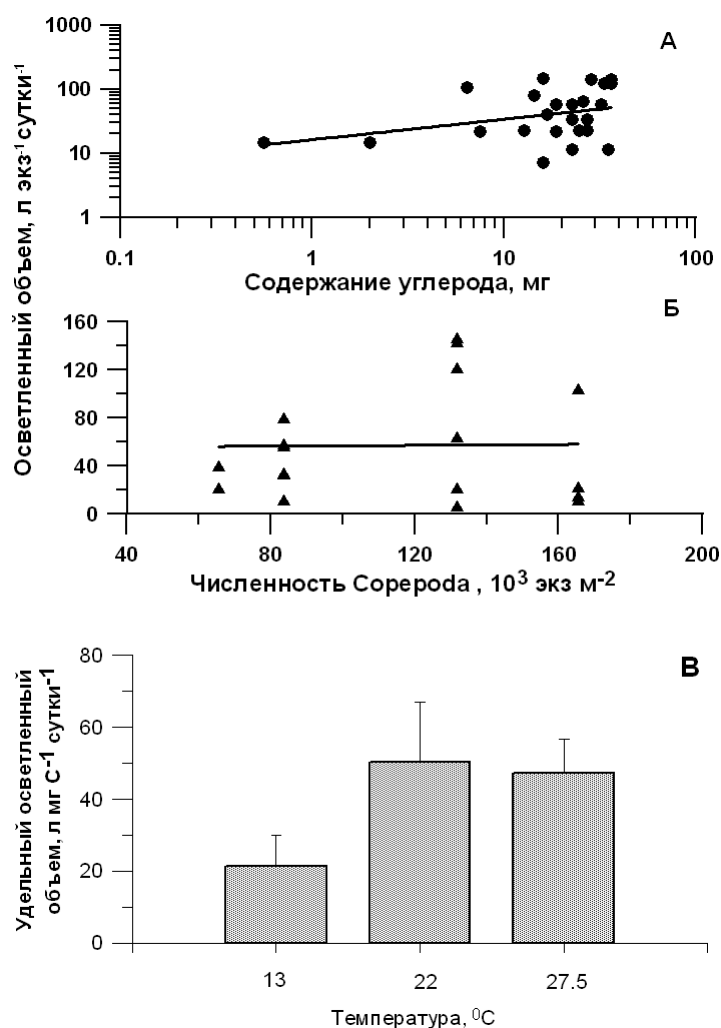 Осветленный объем, л экз-1 сутки-1
А
1000
100
10
1
0.1 1 10 100
Содержание углерода, мг
Б
160
120
80
40
0
40 80 120 160 200
Численность Copepoda , 10³ экз м-2
Удельный осветленный
объем, л мг С-1 сутки-1
В
80
60
40
20
0
13 22 27.5
Температура, ⁰С